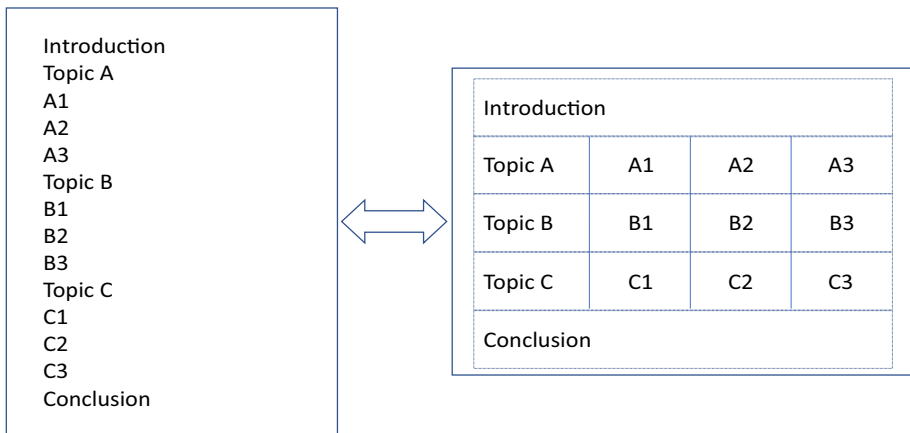 Introduction
Topic A
A1
A2
A3
Topic B
B1
B2
B3
Topic C
C1
C2
C3
Conclusion
Introduction
Topic A A1 A2 A3
Topic B B1 B2 B3
Topic C C1 C2 C3
Conclusion